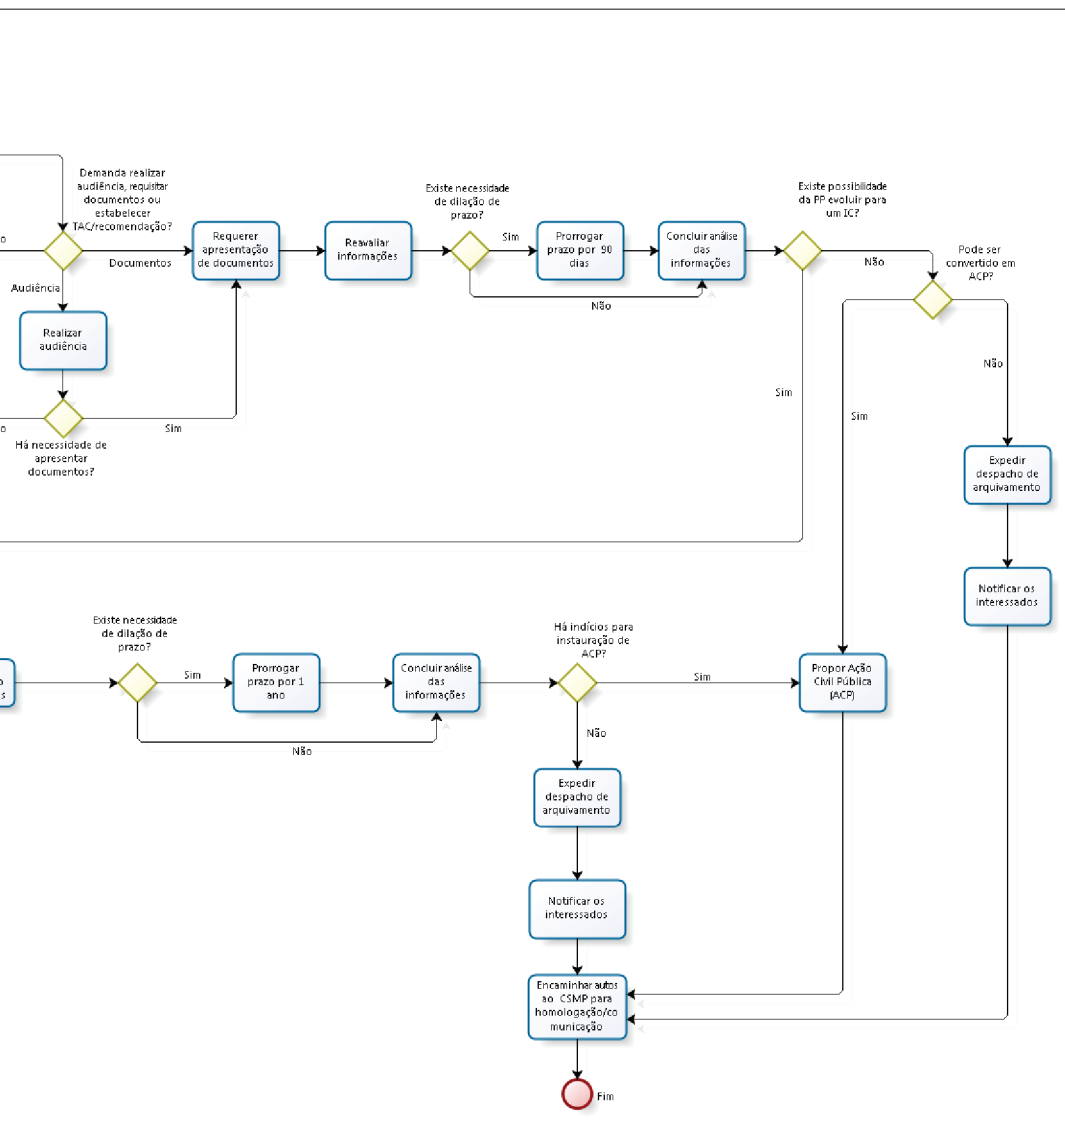 Demanda realizar
audiência, requisitar
documentos ou
estabelecer
TAC/recomendação?
o
Documentos
Audiência
Requerer
apresentação
de documentos
Reavaliar
informações
Existe necessidade
de dilação de
prazo?
Sim
Não
Prorrogar
prazo por 90
dias
Concluir análise
das
informações
Existe possibilidade
da PP evoluir para
um IC?
Não
Sim
Pode ser
convertido em
ACP?
Não
Sim
Realizar
audiência
o
Sim
Há necessidade de
apresentar
documentos?
Expedir
despacho de
arquivamento
Notificar os
interessados
o
s
Existe necessidade
de dilação de
prazo?
Sim
Não
Prorrogar
prazo por 1
ano
Concluir análise
das
informações
Há indícios para
instauração de
ACP?
Sim
Não
Propor Ação
Civil Pública
(ACP)
Expedir
despacho de
arquivamento
Notificar os
interessados
Encaminhar autos
ao CSMP para
homologação/co
municação
Fim